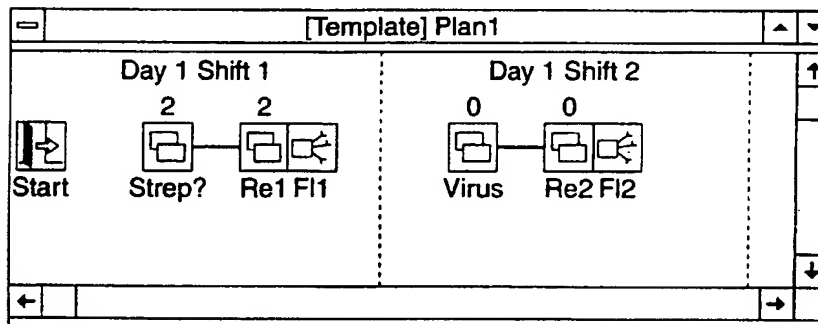 [Template] Plan1
Day 1 Shift 1 Day 1 Shift 2
2 2 0 0
Start Strep? Re1 Fl1 Virus Re2 Fl2